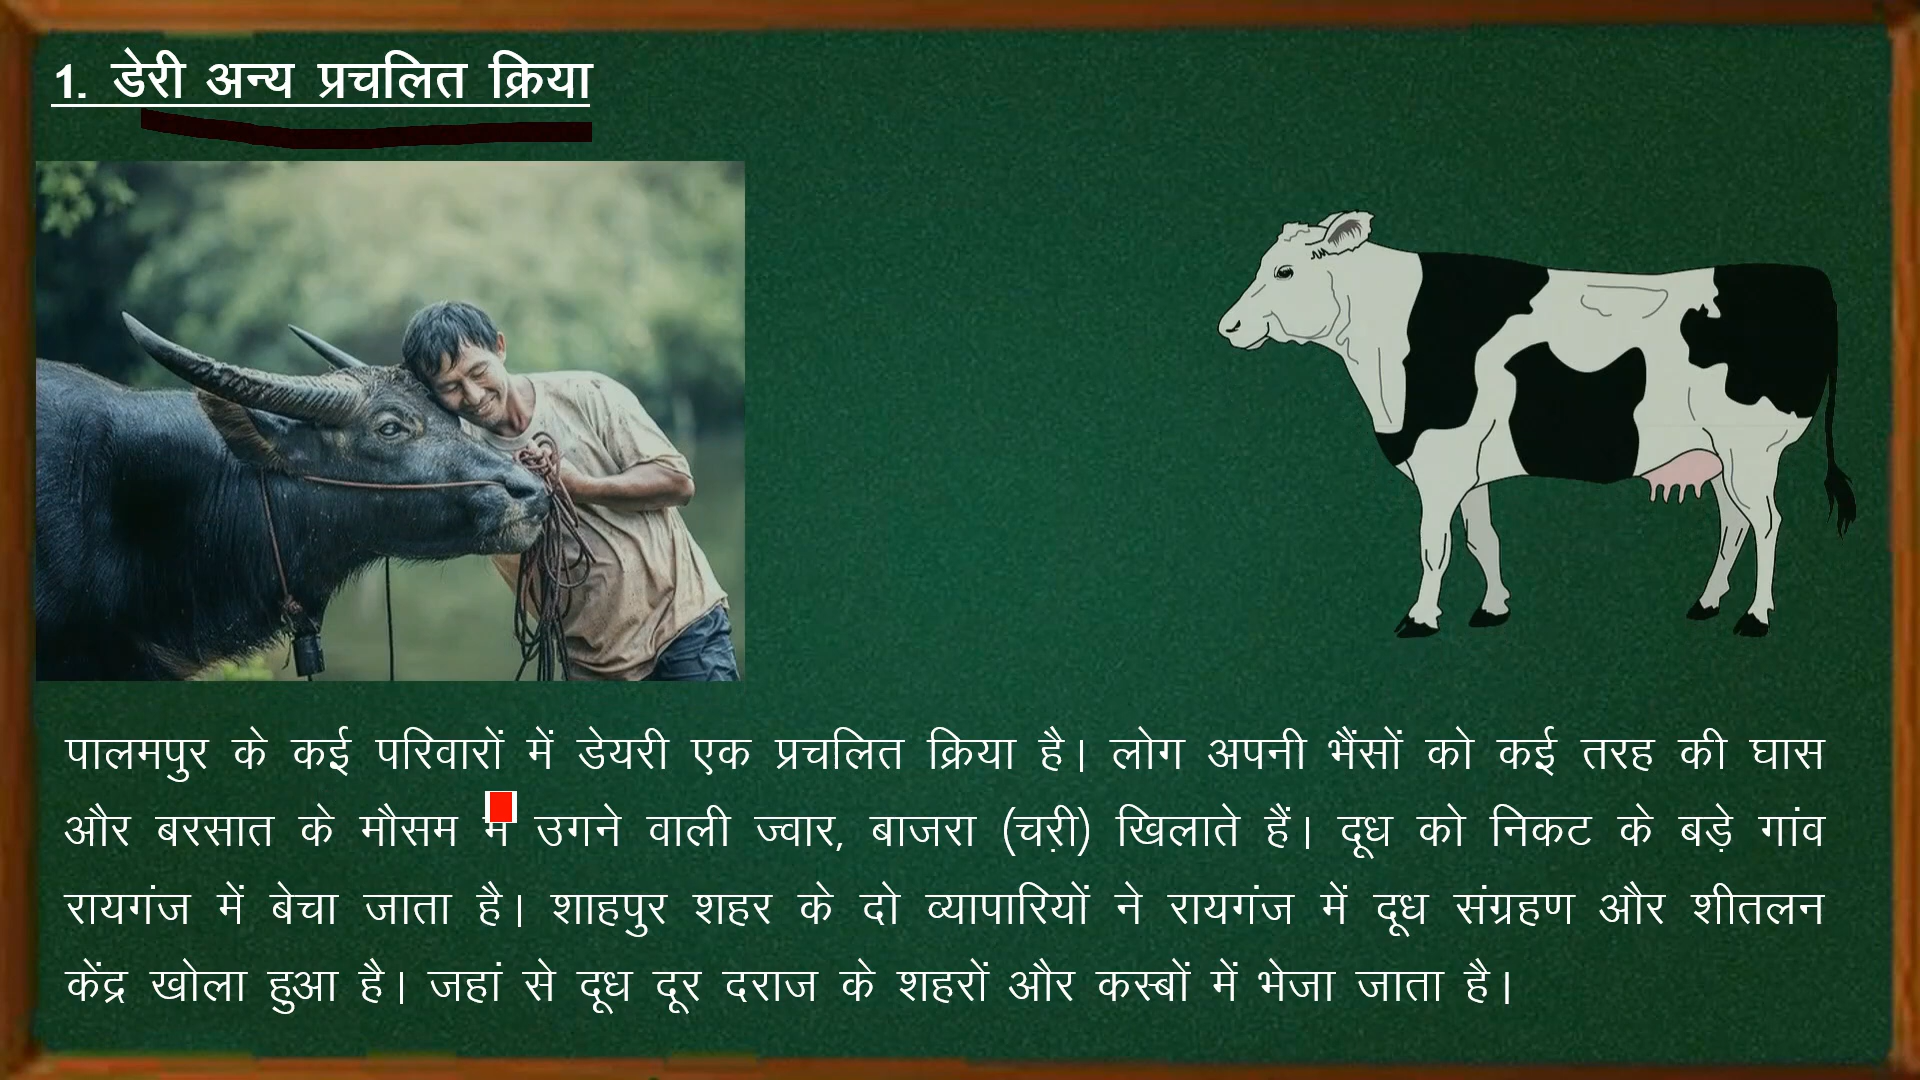 1. डेरी अन्य प्रचलित क्रिया
पालमपुर के कई परिवारों में डेयरी एक प्रचलित क्रिया है। लोग अपनी भैंसों को कई तरह की घास
और बरसात के मौसम में उगने वाली ज्वार, बाजरा (चऱी) खिलाते हैं। दूध को निकट के बड़े गांव
रायगंज में बेचा जाता है। शाहपुर शहर के दो व्यापारियों ने रायगंज में दूध संग्रहण और शीतलन
केंद्र खोला हुआ है। जहां से दूध दूर दराज के शहरों और कस्बों में भेजा जाता है।